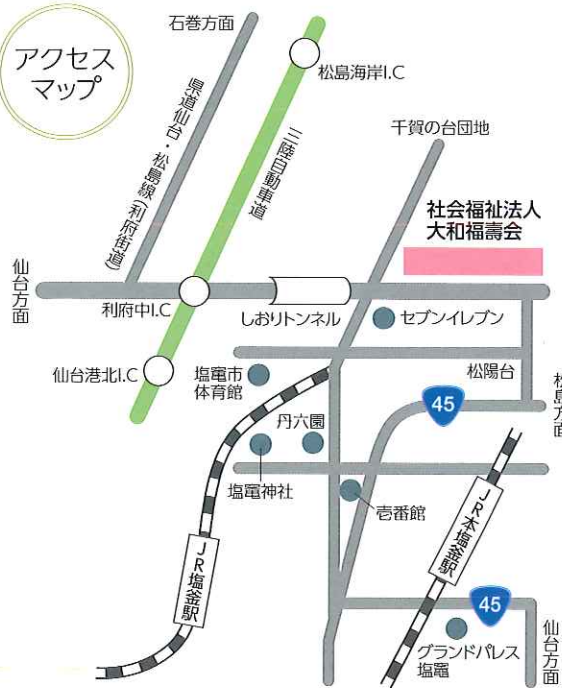 アクセス
マップ
石巻方面
松島海岸I.C
県道仙台・松島線(利府街道)
三陸自動車道
千賀の台団地
社会福祉法人
大和福壽会
仙台方面
利府中I.C
しおりトンネル
セブンイレブン
仙台港北I.C
塩竈市
体育館
松陽台
松島方面
45
丹六園
塩竈神社
壱番館
JR本塩釜駅
JR塩釜駅
45
グランドパレス
塩竈
仙台方面